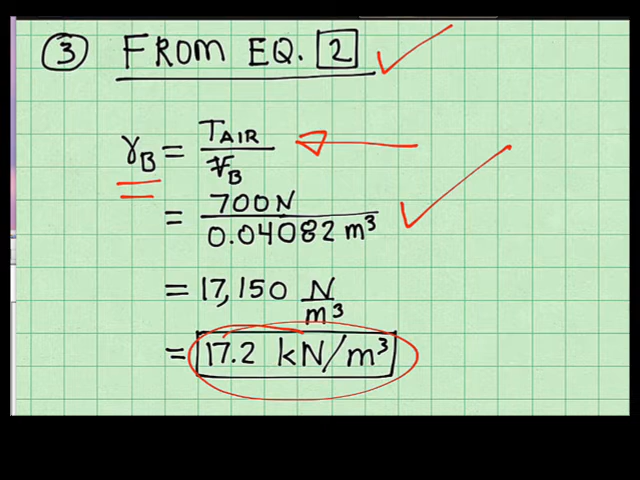 ③ FROM EQ. 2
γB = TAIR / V̶B
= 700N / 0.04082 m³
= 17,150 N / m³
= 17.2 kN/m³